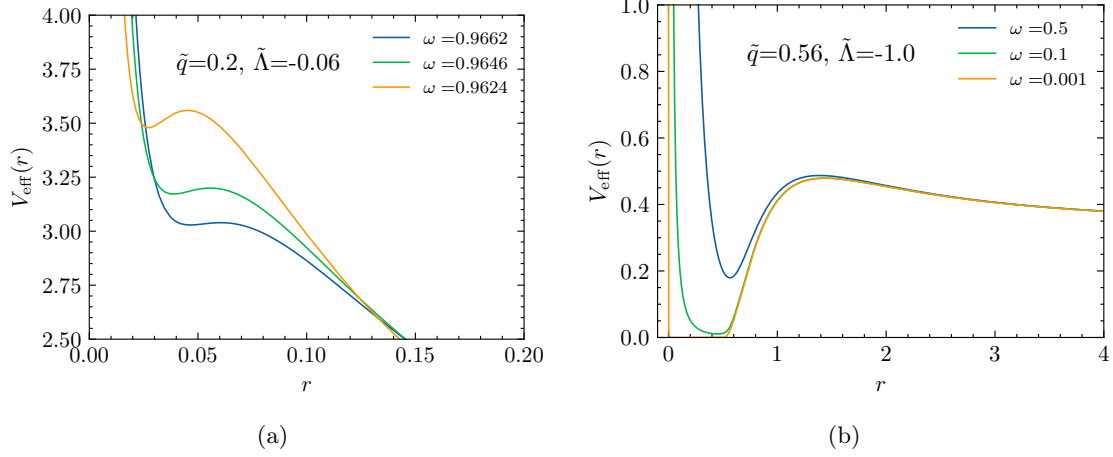 4.00
3.75
3.50
3.25
3.00
2.75
2.50
V_eff(r)
q̃=0.2, Λ̃=-0.06
ω =0.9662
ω =0.9646
ω =0.9624
0.00 0.05 0.10 0.15 0.20
r
(a)
1.0
0.8
0.6
0.4
0.2
0.0
V_eff(r)
q̃=0.56, Λ̃=-1.0
ω =0.5
ω =0.1
ω =0.001
0 1 2 3 4
r
(b)